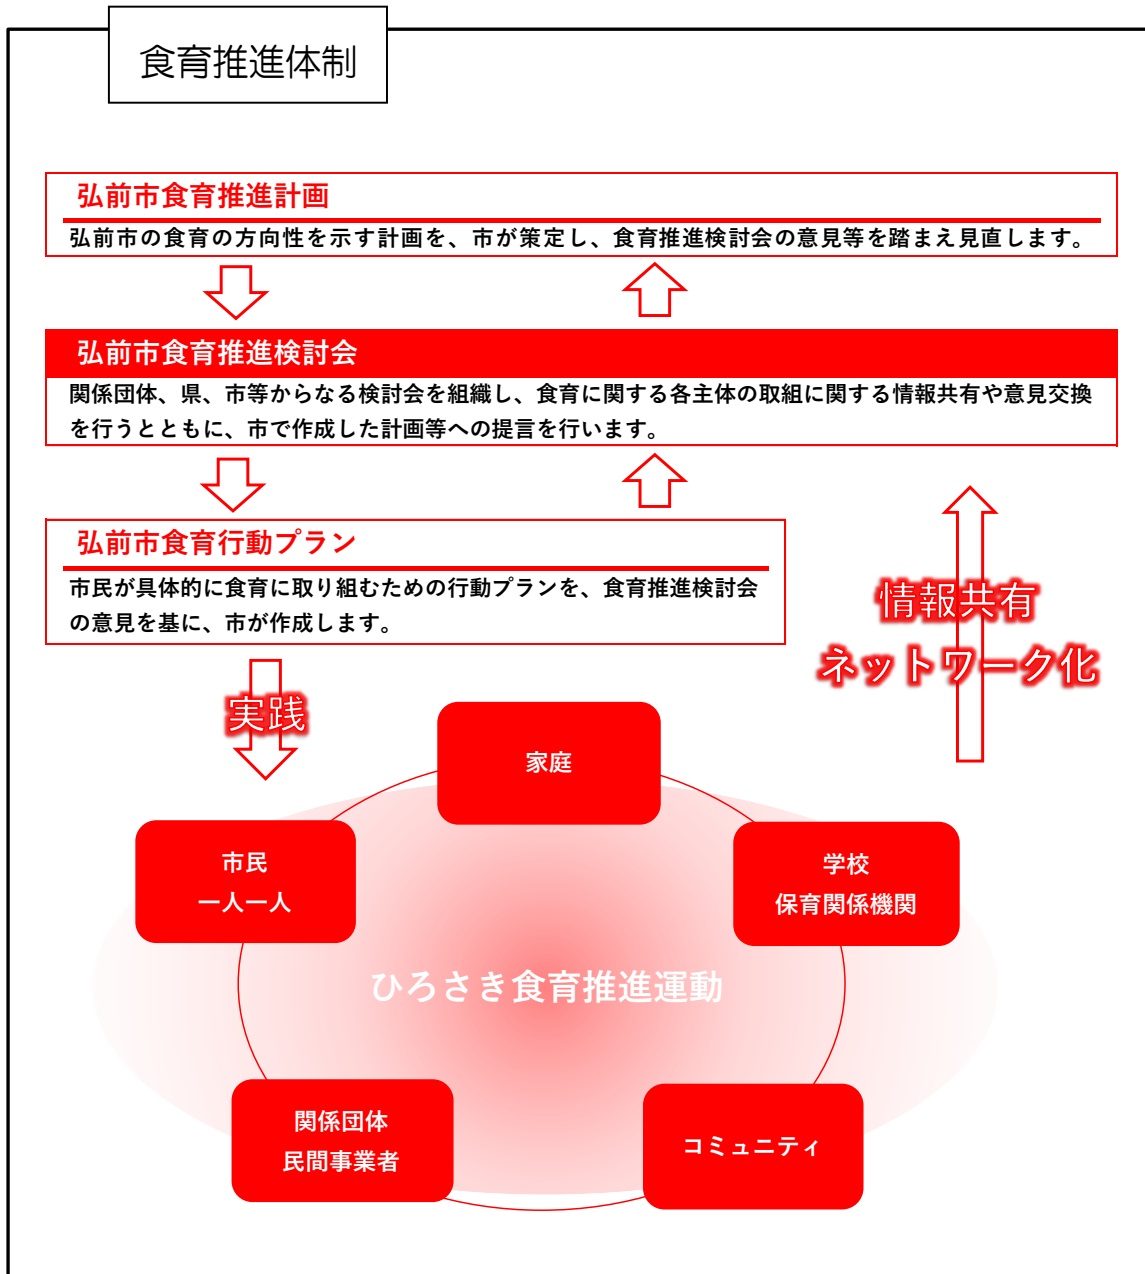 食育推進体制
弘前市食育推進計画
弘前市の食育の方向性を示す計画を、市が策定し、食育推進検討会の意見等を踏まえ見直します。
弘前市食育推進検討会
関係団体、県、市等からなる検討会を組織し、食育に関する各主体の取組に関する情報共有や意見交換
を行うとともに、市で作成した計画等への提言を行います。
弘前市食育行動プラン
市民が具体的に食育に取り組むための行動プランを、食育推進検討会
の意見を基に、市が作成します。
情報共有
ネットワーク化
実践
家庭
市民
一人一人
学校
保育関係機関
ひろさき食育推進運動
関係団体
民間事業者
コミュニティ